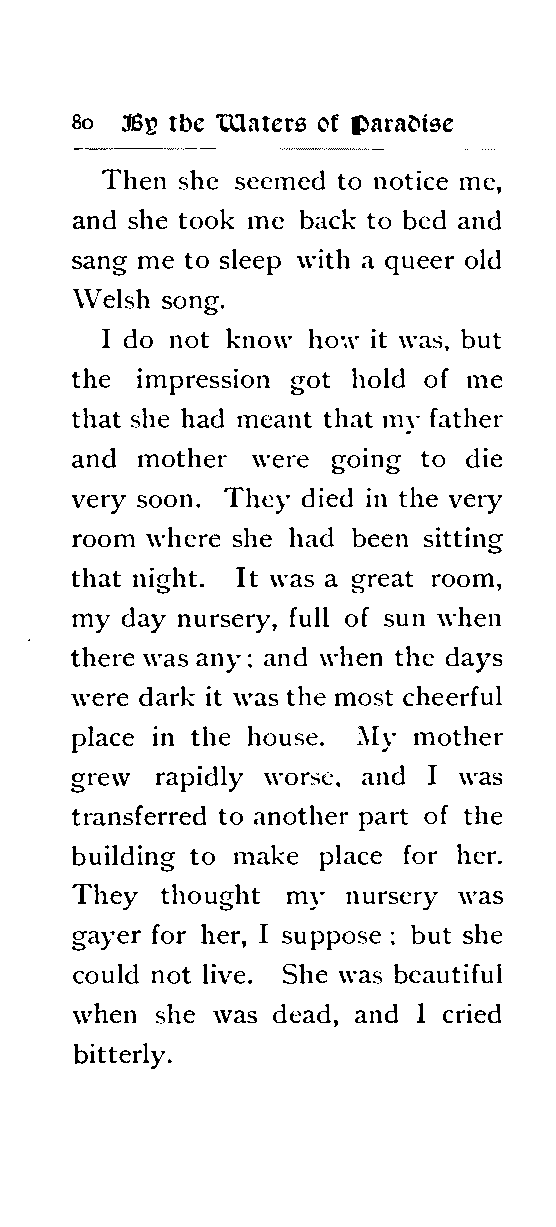 80 By the Waters of Paradise
Then she seemed to notice me,
and she took me back to bed and
sang me to sleep with a queer old
Welsh song.
I do not know how it was, but
the impression got hold of me
that she had meant that my father
and mother were going to die
very soon. They died in the very
room where she had been sitting
that night. It was a great room,
my day nursery, full of sun when
there was any; and when the days
were dark it was the most cheerful
place in the house. My mother
grew rapidly worse, and I was
transferred to another part of the
building to make place for her.
They thought my nursery was
gayer for her, I suppose; but she
could not live. She was beautiful
when she was dead, and I cried
bitterly.